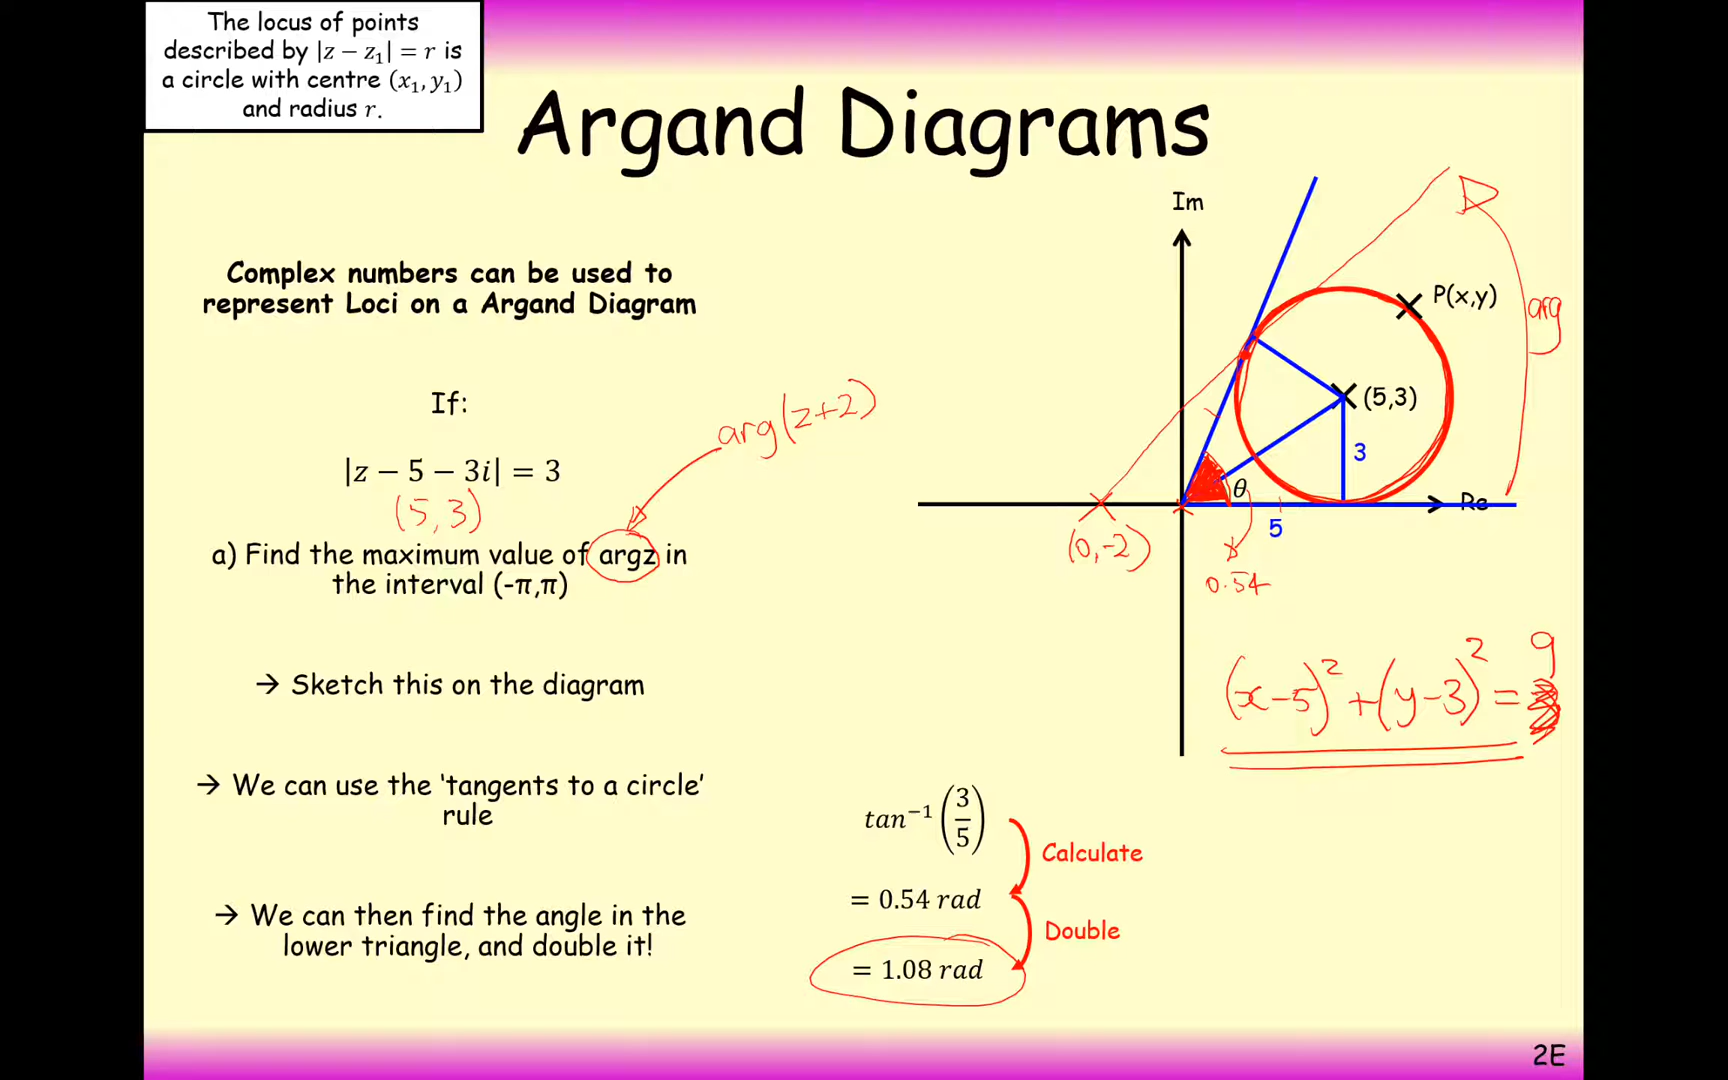 The locus of points
described by |z − z₁| = r is
a circle with centre (x₁, y₁)
and radius r.
Argand Diagrams
Complex numbers can be used to
represent Loci on a Argand Diagram
If:
|z − 5 − 3i| = 3
(5, 3)
arg(z+2)
a) Find the maximum value of argz in
the interval (-π,π)
→ Sketch this on the diagram
→ We can use the 'tangents to a circle'
rule
→ We can then find the angle in the
lower triangle, and double it!
Im
P(x,y)
arg
(5,3)
3
θ
Re
5
(0,-2)
0.54
(x-5)² + (y-3)² = 9
tan⁻¹(3/5)
Calculate
= 0.54 rad
Double
= 1.08 rad
2E